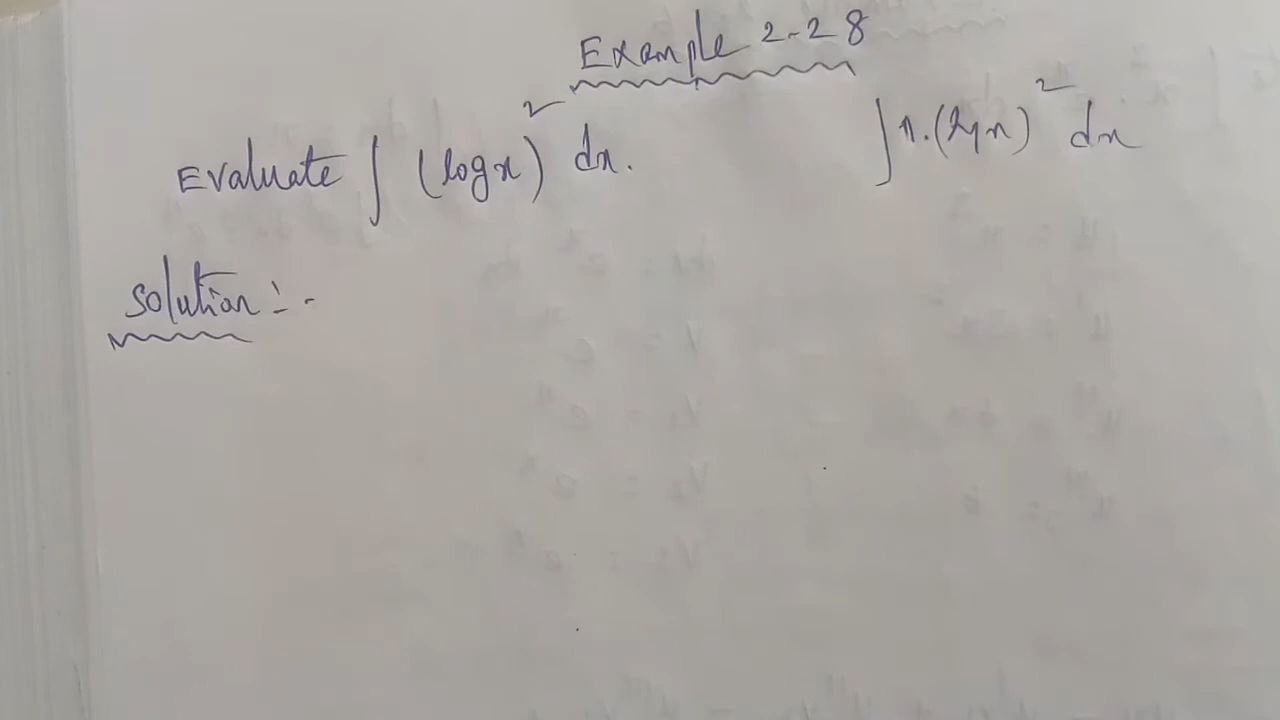 Example 2.28
Evaluate ∫ (log x)² dx.
∫ 1.(log x)² dx
Solution:-